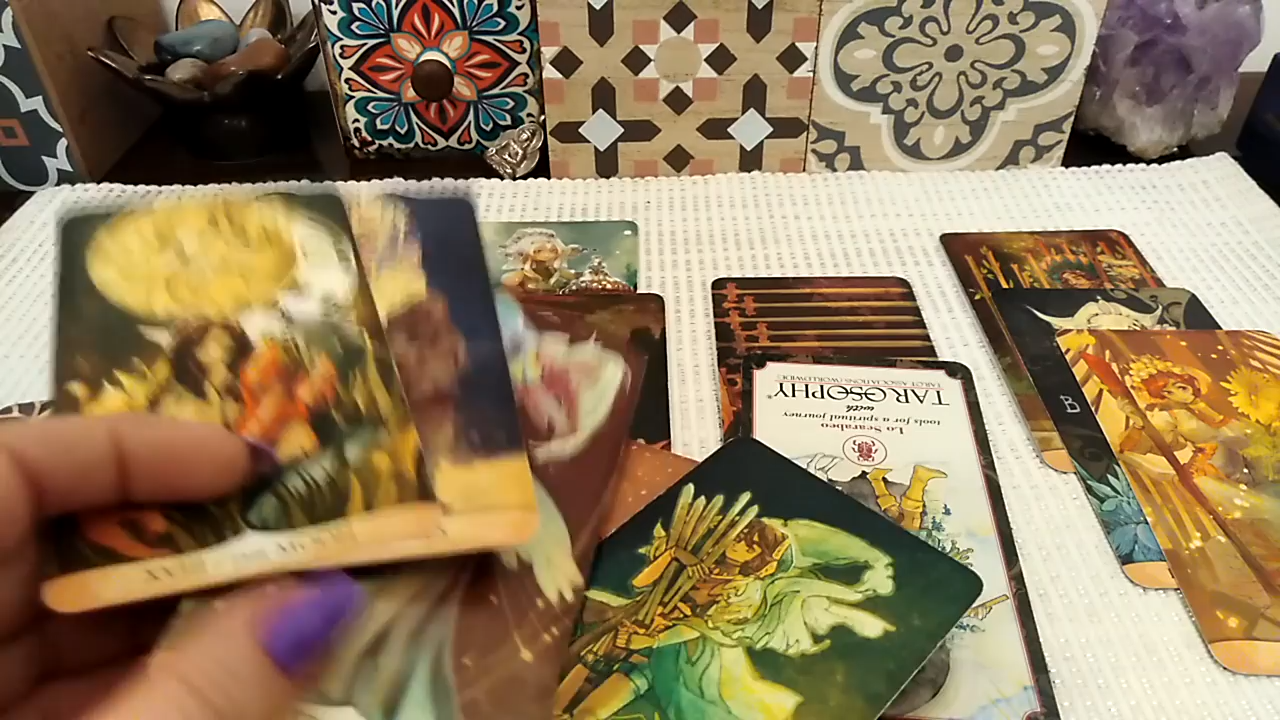 Lo Scarabeo
tools for a spiritual journey
with
TAROSOPHY
TAROT ASSOCIATIONS (WORLDWIDE)
B